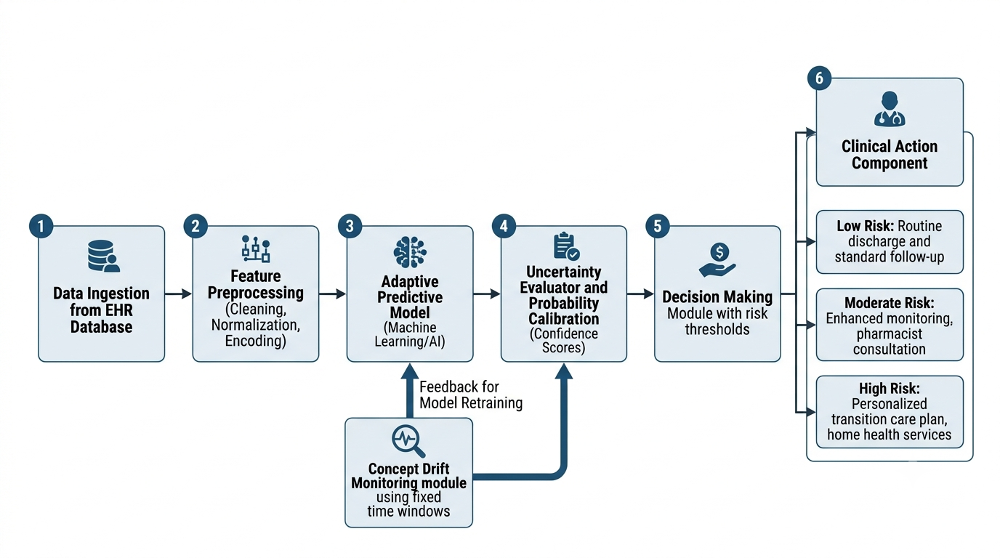 1
Data Ingestion
from EHR
Database
2
Feature
Preprocessing
(Cleaning,
Normalization,
Encoding)
3
Adaptive
Predictive
Model
(Machine
Learning/AI)
4
Uncertainty
Evaluator and
Probability
Calibration
(Confidence
Scores)
5
$
Decision Making
Module with risk
thresholds
6
Clinical Action
Component
Low Risk: Routine
discharge and
standard follow-up
Moderate Risk:
Enhanced monitoring,
pharmacist
consultation
High Risk:
Personalized
transition care plan,
home health services
Feedback for
Model Retraining
Concept Drift
Monitoring module
using fixed
time windows